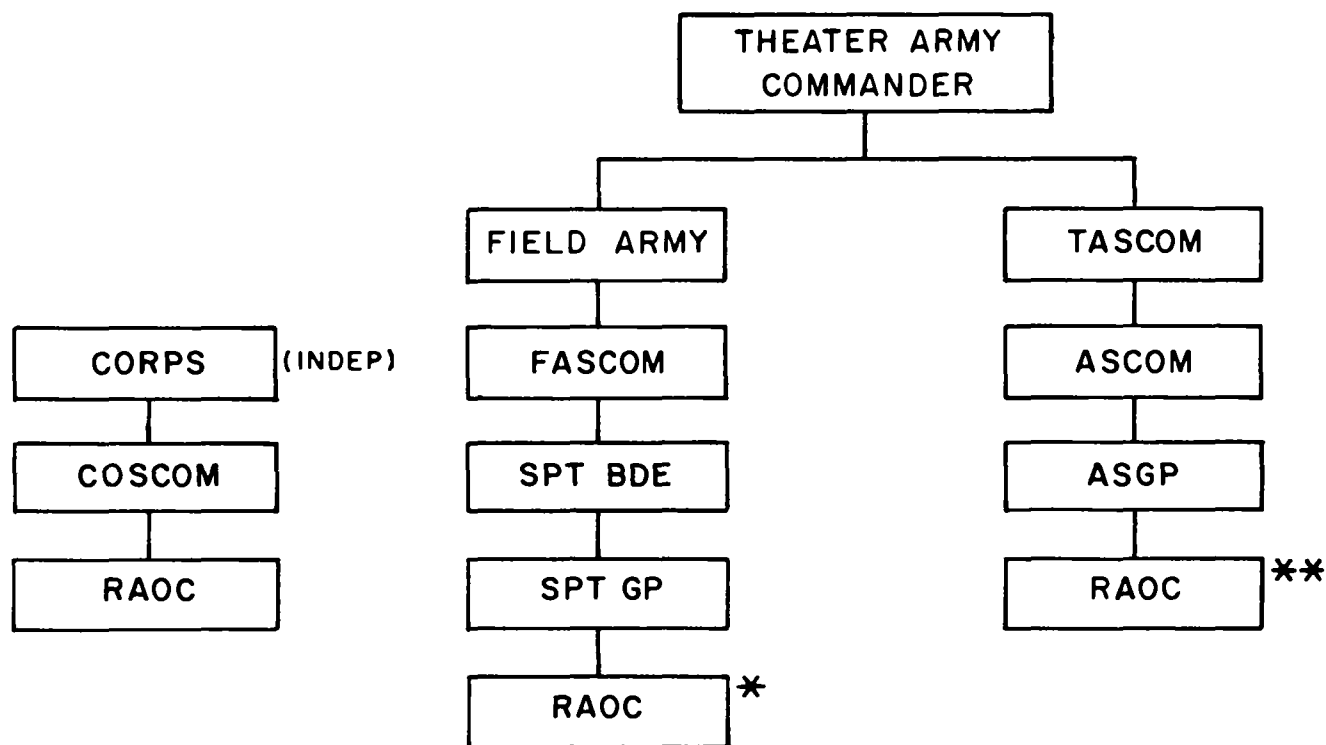 THEATER ARMY
COMMANDER
FIELD ARMY
TASCOM
CORPS (INDEP)
FASCOM
ASCOM
COSCOM
SPT BDE
ASGP
RAOC
SPT GP
RAOC **
RAOC *